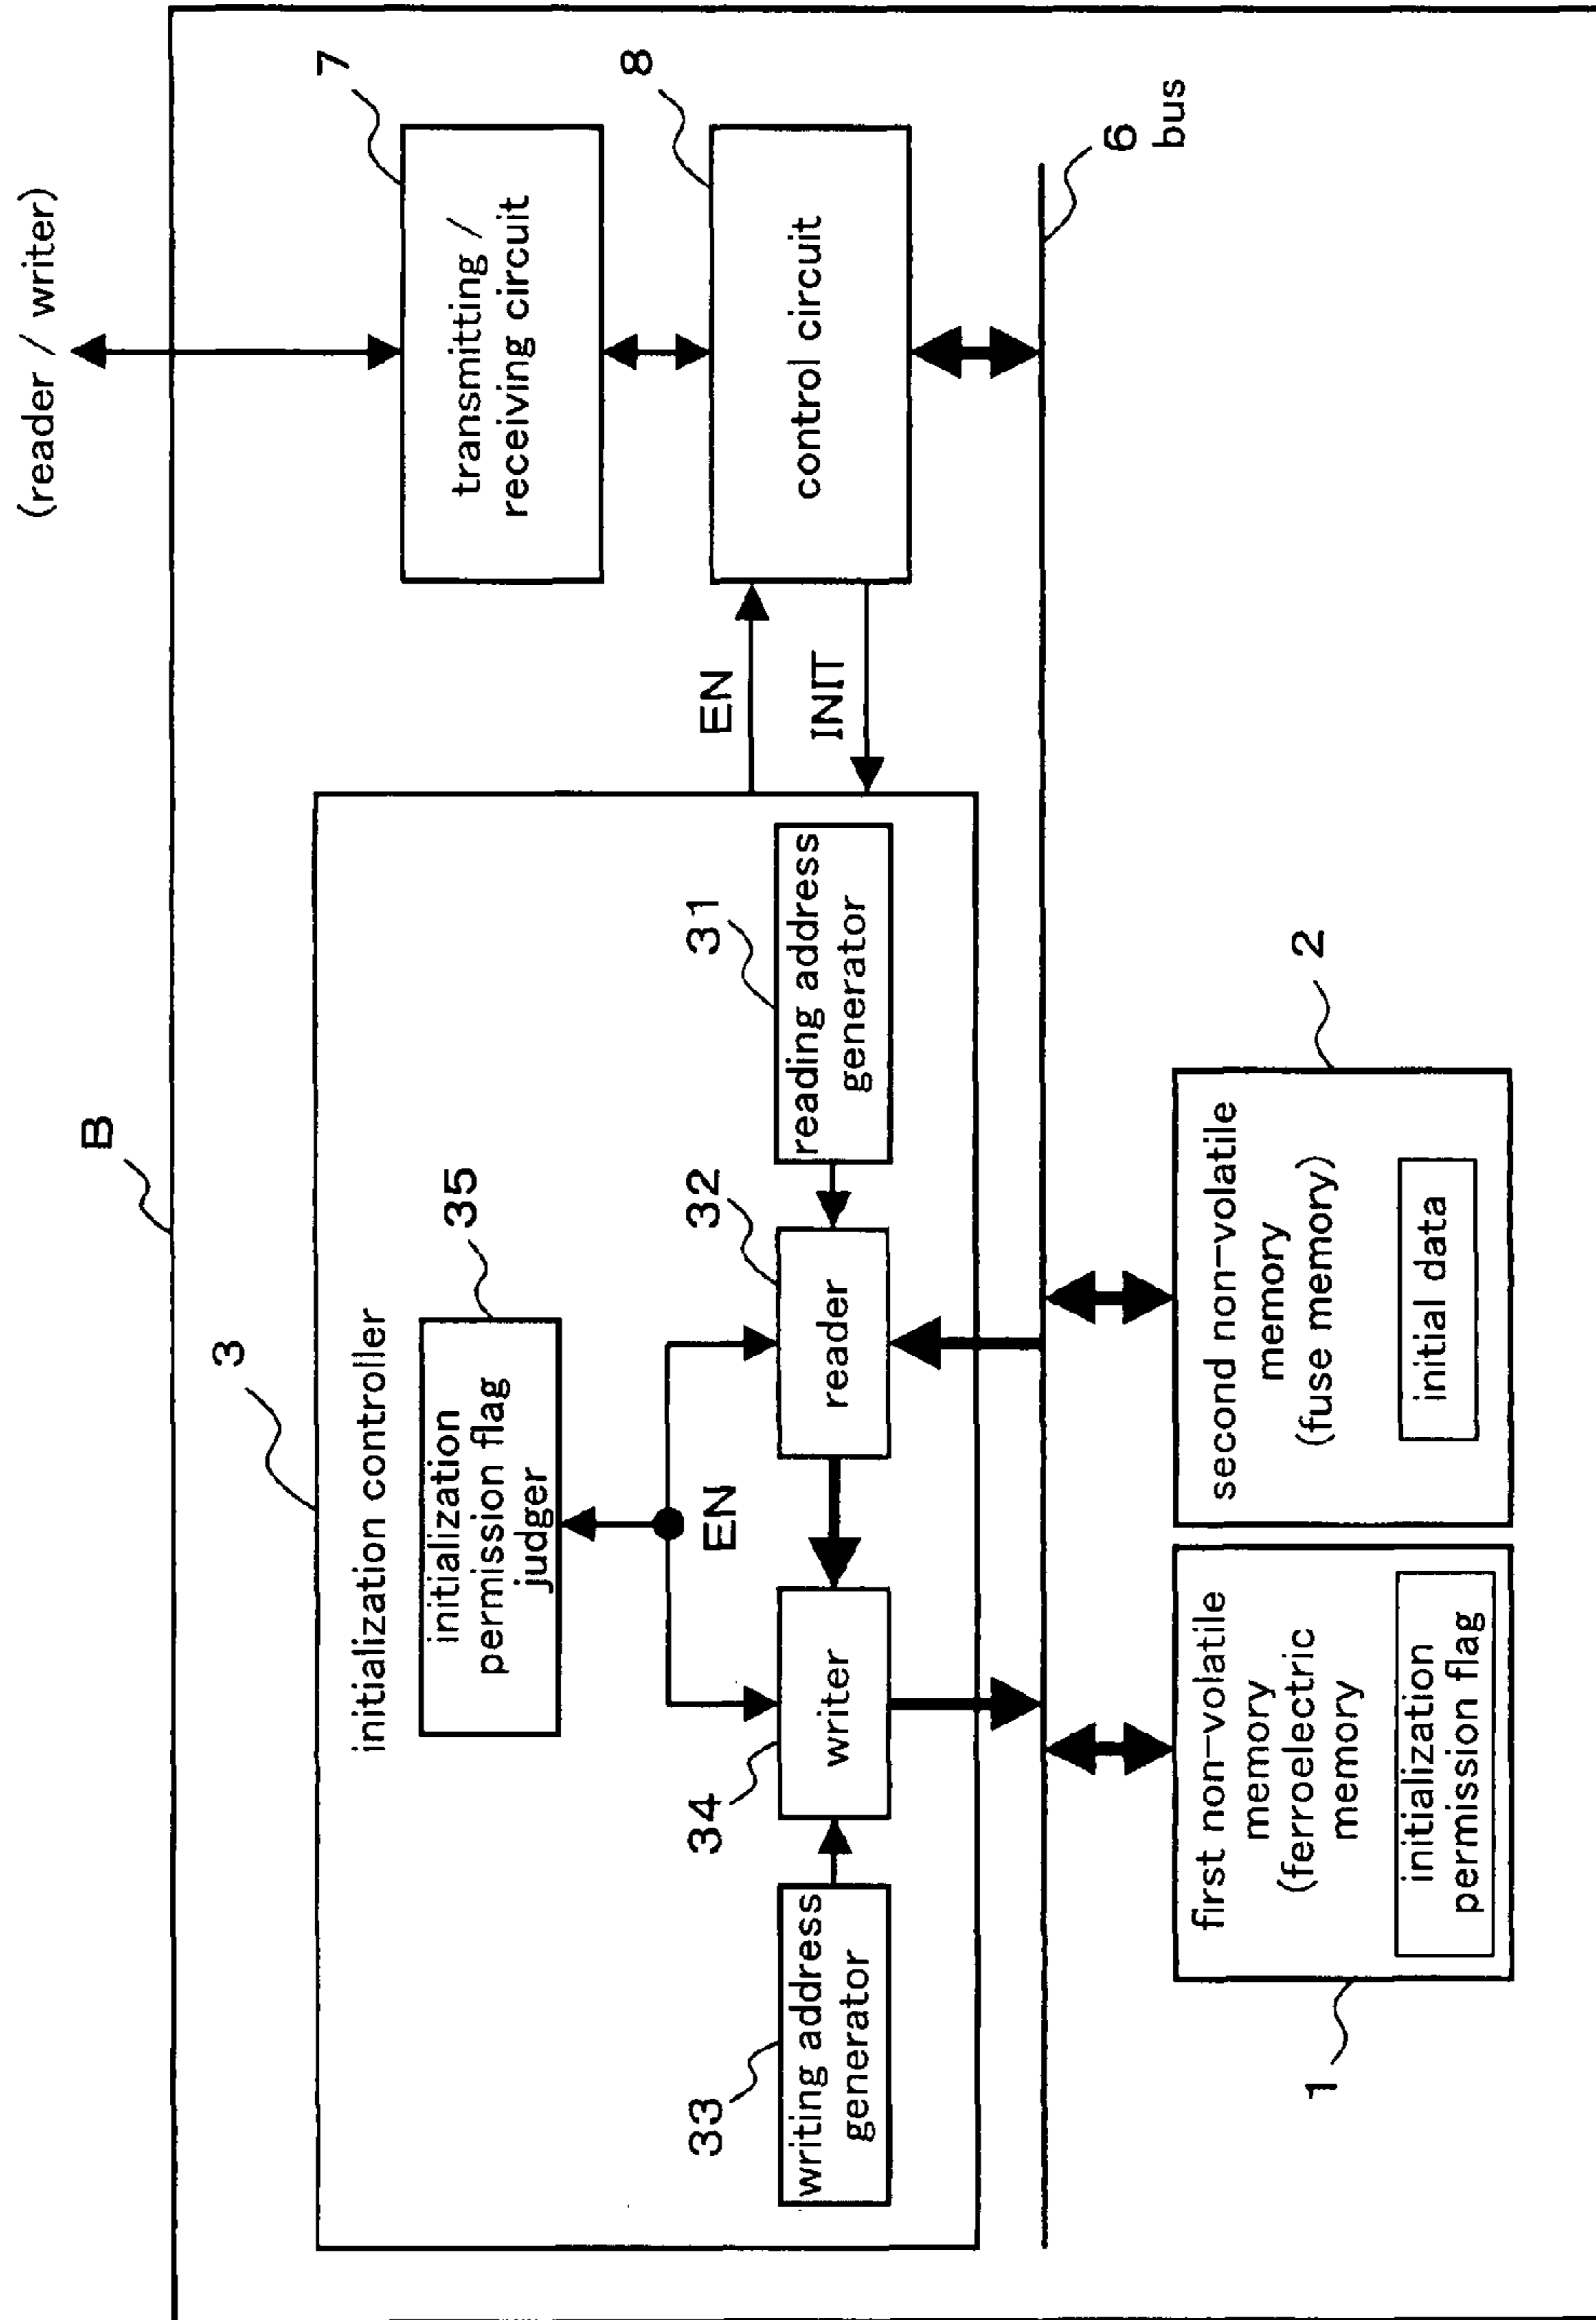 (reader / writer)
B
7
transmitting /
receiving circuit
8
control circuit
6
bus
EN
INIT
3
initialization controller
35
initialization
permission flag
judger
EN
31
reading address
generator
32
reader
34
writer
33
writing address
generator
1
first non-volatile
memory
(ferroelectric
memory
initialization
permission flag
2
second non-volatile
memory
(fuse memory)
initial data